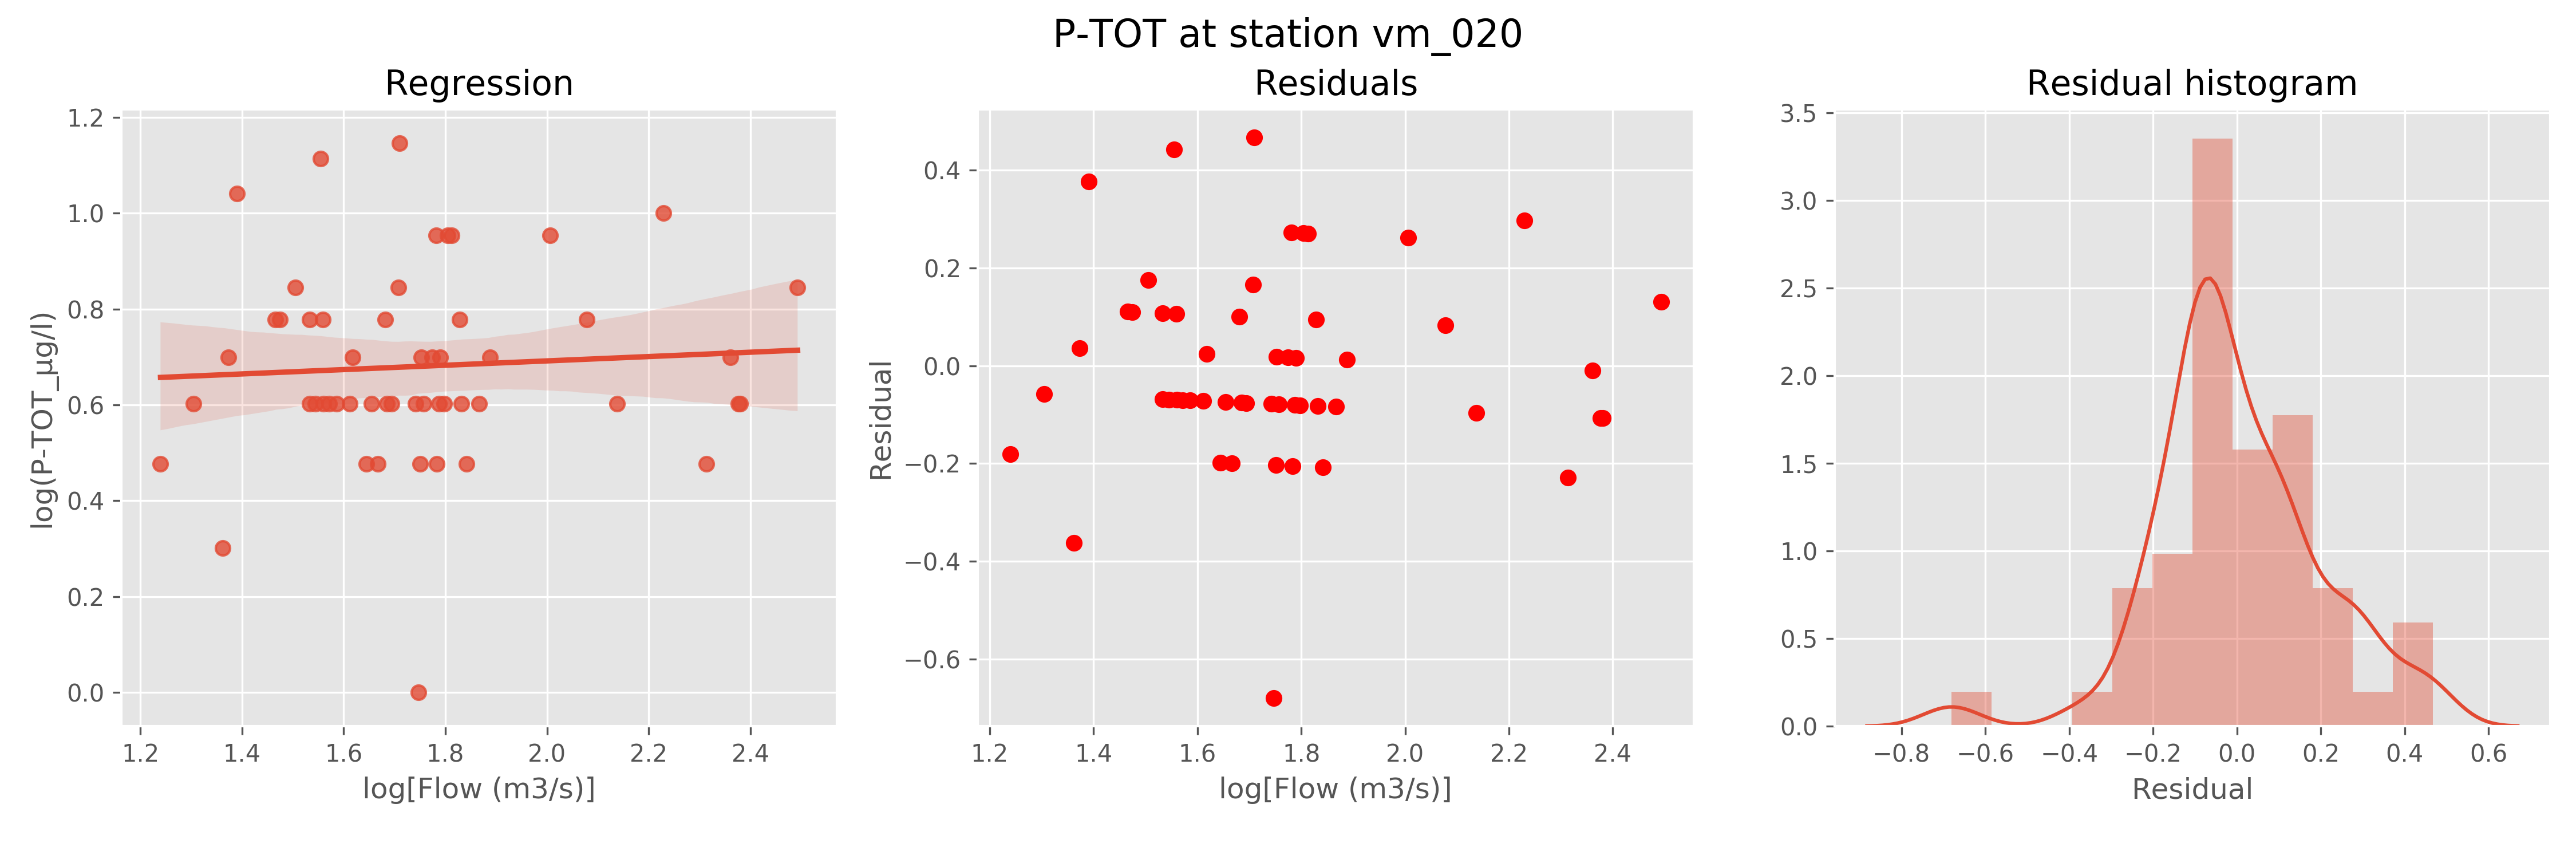 P-TOT at station vm_020
Regression
1.2
1.0
0.8
0.6
0.4
0.2
0.0
log(P-TOT_µg/l)
1.2 1.4 1.6 1.8 2.0 2.2 2.4
log[Flow (m3/s)]
Residuals
0.4
0.2
0.0
−0.2
−0.4
−0.6
Residual
1.2 1.4 1.6 1.8 2.0 2.2 2.4
log[Flow (m3/s)]
Residual histogram
3.5
3.0
2.5
2.0
1.5
1.0
0.5
0.0
−0.8 −0.6 −0.4 −0.2 0.0 0.2 0.4 0.6
Residual